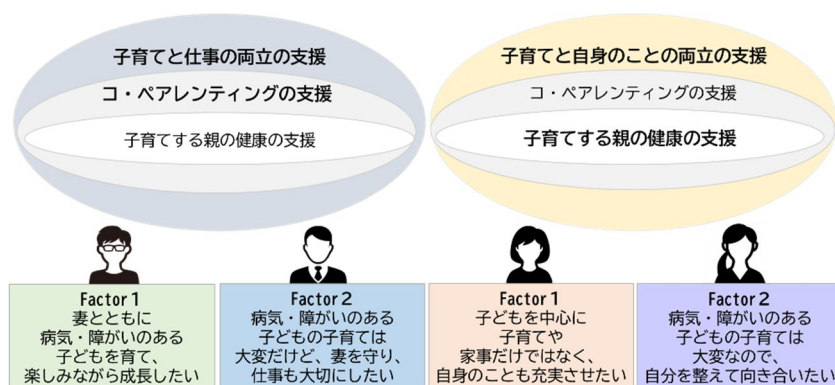 子育てと仕事の両立の支援
コ・ペアレンティングの支援
子育てする親の健康の支援
子育てと自身のことの両立の支援
コ・ペアレンティングの支援
子育てする親の健康の支援
Factor 1
妻とともに
病気・障がいのある
子どもを育て、
楽しみながら成長したい
Factor 2
病気・障がいのある
子どもの子育ては
大変だけど、妻を守り、
仕事も大切にしたい
Factor 1
子どもを中心に
子育てや
家事だけではなく、
自身のことも充実させたい
Factor 2
病気・障がいのある
子どもの子育ては
大変なので、
自分を整えて向き合いたい